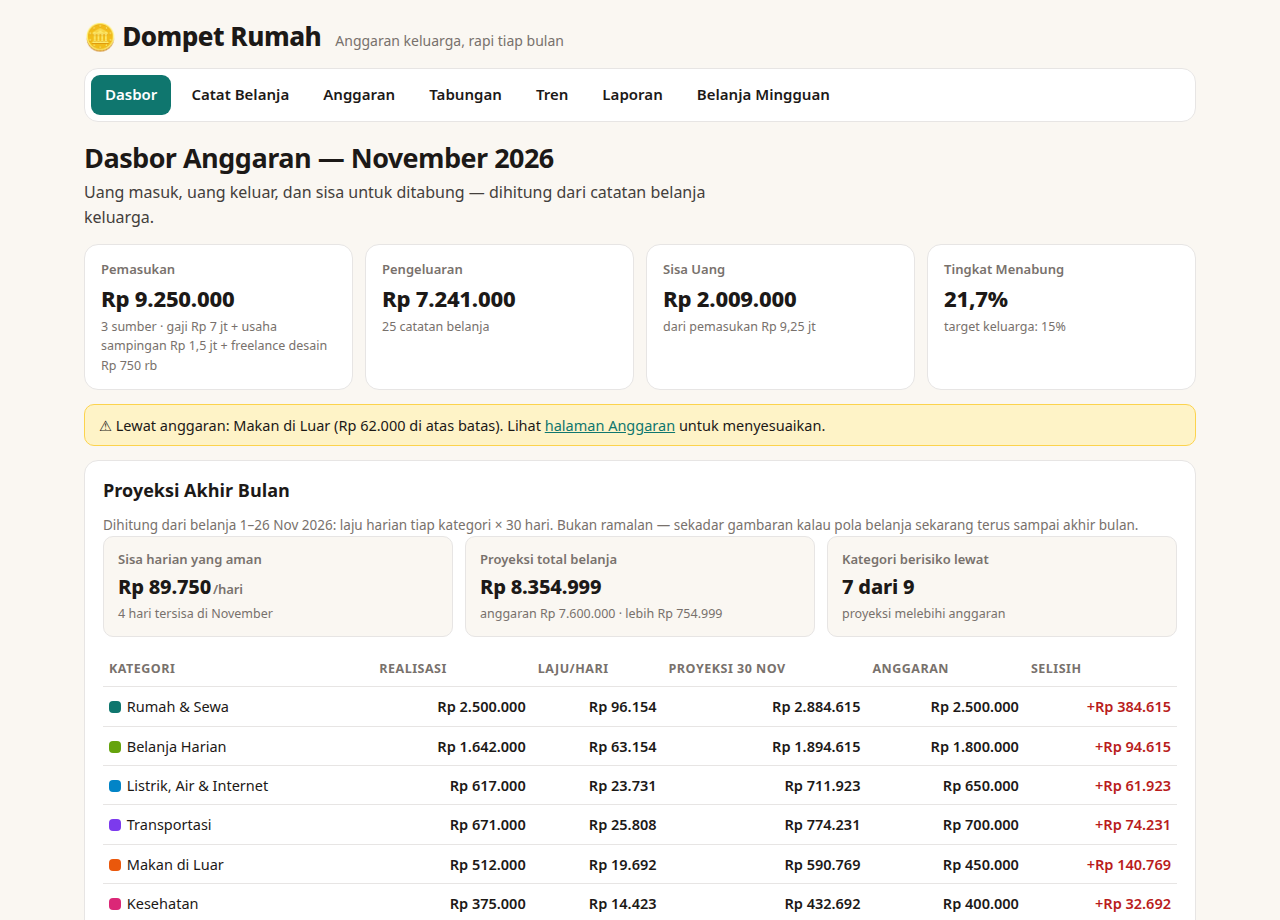 Dompet Rumah Anggaran keluarga, rapi tiap bulan
Dasbor Catat Belanja Anggaran Tabungan Tren Laporan Belanja Mingguan
Dasbor Anggaran — November 2026
Uang masuk, uang keluar, dan sisa untuk ditabung — dihitung dari catatan belanja
keluarga.
Pemasukan
Rp 9.250.000
3 sumber · gaji Rp 7 jt + usaha
sampingan Rp 1,5 jt + freelance desain
Rp 750 rb
Pengeluaran
Rp 7.241.000
25 catatan belanja
Sisa Uang
Rp 2.009.000
dari pemasukan Rp 9,25 jt
Tingkat Menabung
21,7%
target keluarga: 15%
⚠ Lewat anggaran: Makan di Luar (Rp 62.000 di atas batas). Lihat halaman Anggaran untuk menyesuaikan.
Proyeksi Akhir Bulan
Dihitung dari belanja 1–26 Nov 2026: laju harian tiap kategori × 30 hari. Bukan ramalan — sekadar gambaran kalau pola belanja sekarang terus sampai akhir bulan.
Sisa harian yang aman
Rp 89.750/hari
4 hari tersisa di November
Proyeksi total belanja
Rp 8.354.999
anggaran Rp 7.600.000 · lebih Rp 754.999
Kategori berisiko lewat
7 dari 9
proyeksi melebihi anggaran
KATEGORI REALISASI LAJU/HARI PROYEKSI 30 NOV ANGGARAN SELISIH
Rumah & Sewa Rp 2.500.000 Rp 96.154 Rp 2.884.615 Rp 2.500.000 +Rp 384.615
Belanja Harian Rp 1.642.000 Rp 63.154 Rp 1.894.615 Rp 1.800.000 +Rp 94.615
Listrik, Air & Internet Rp 617.000 Rp 23.731 Rp 711.923 Rp 650.000 +Rp 61.923
Transportasi Rp 671.000 Rp 25.808 Rp 774.231 Rp 700.000 +Rp 74.231
Makan di Luar Rp 512.000 Rp 19.692 Rp 590.769 Rp 450.000 +Rp 140.769
Kesehatan Rp 375.000 Rp 14.423 Rp 432.692 Rp 400.000 +Rp 32.692